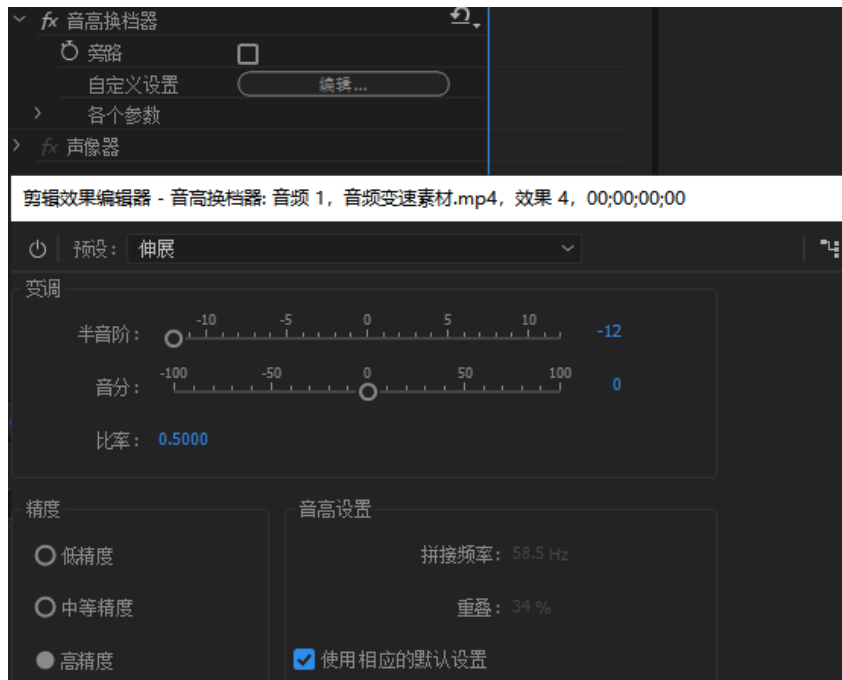 fx 音高换档器
旁路
自定义设置 编辑...
各个参数
fx 声像器
剪辑效果编辑器 - 音高换档器: 音频 1，音频变速素材.mp4，效果 4，00;00;00;00
预设： 伸展
变调
-10 -5 0 5 10
半音阶： -12
-100 -50 0 50 100
音分： 0
比率： 0.5000
精度 音高设置
低精度 拼接频率： 58.5 Hz
中等精度 重叠： 34 %
高精度 使用相应的默认设置